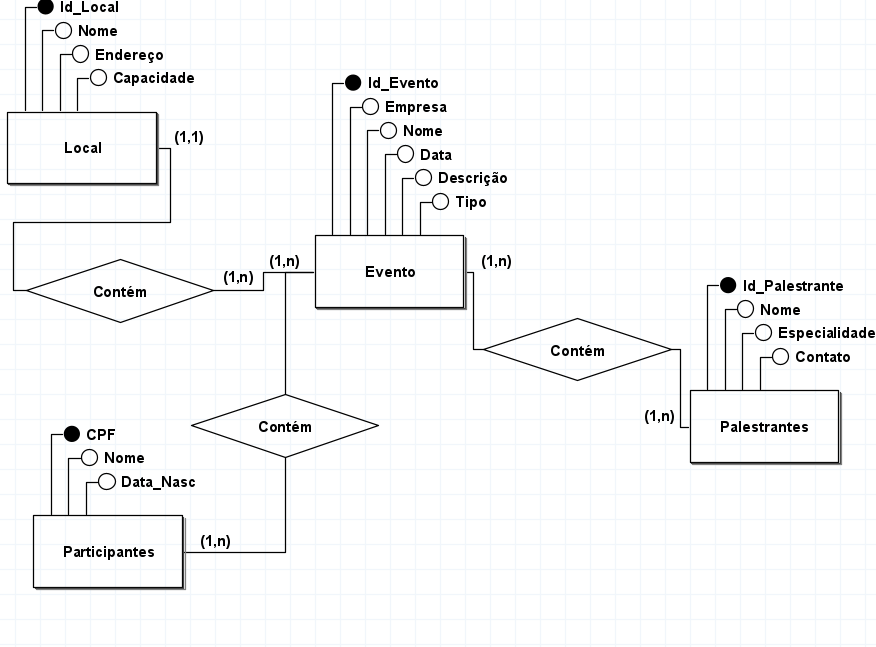 Id_Local
Nome
Endereço
Capacidade
Local
(1,1)
Contém
(1,n)
(1,n)
Id_Evento
Empresa
Nome
Data
Descrição
Tipo
Evento
(1,n)
Contém
(1,n)
Id_Palestrante
Nome
Especialidade
Contato
Palestrantes
Contém
(1,n)
CPF
Nome
Data_Nasc
Participantes